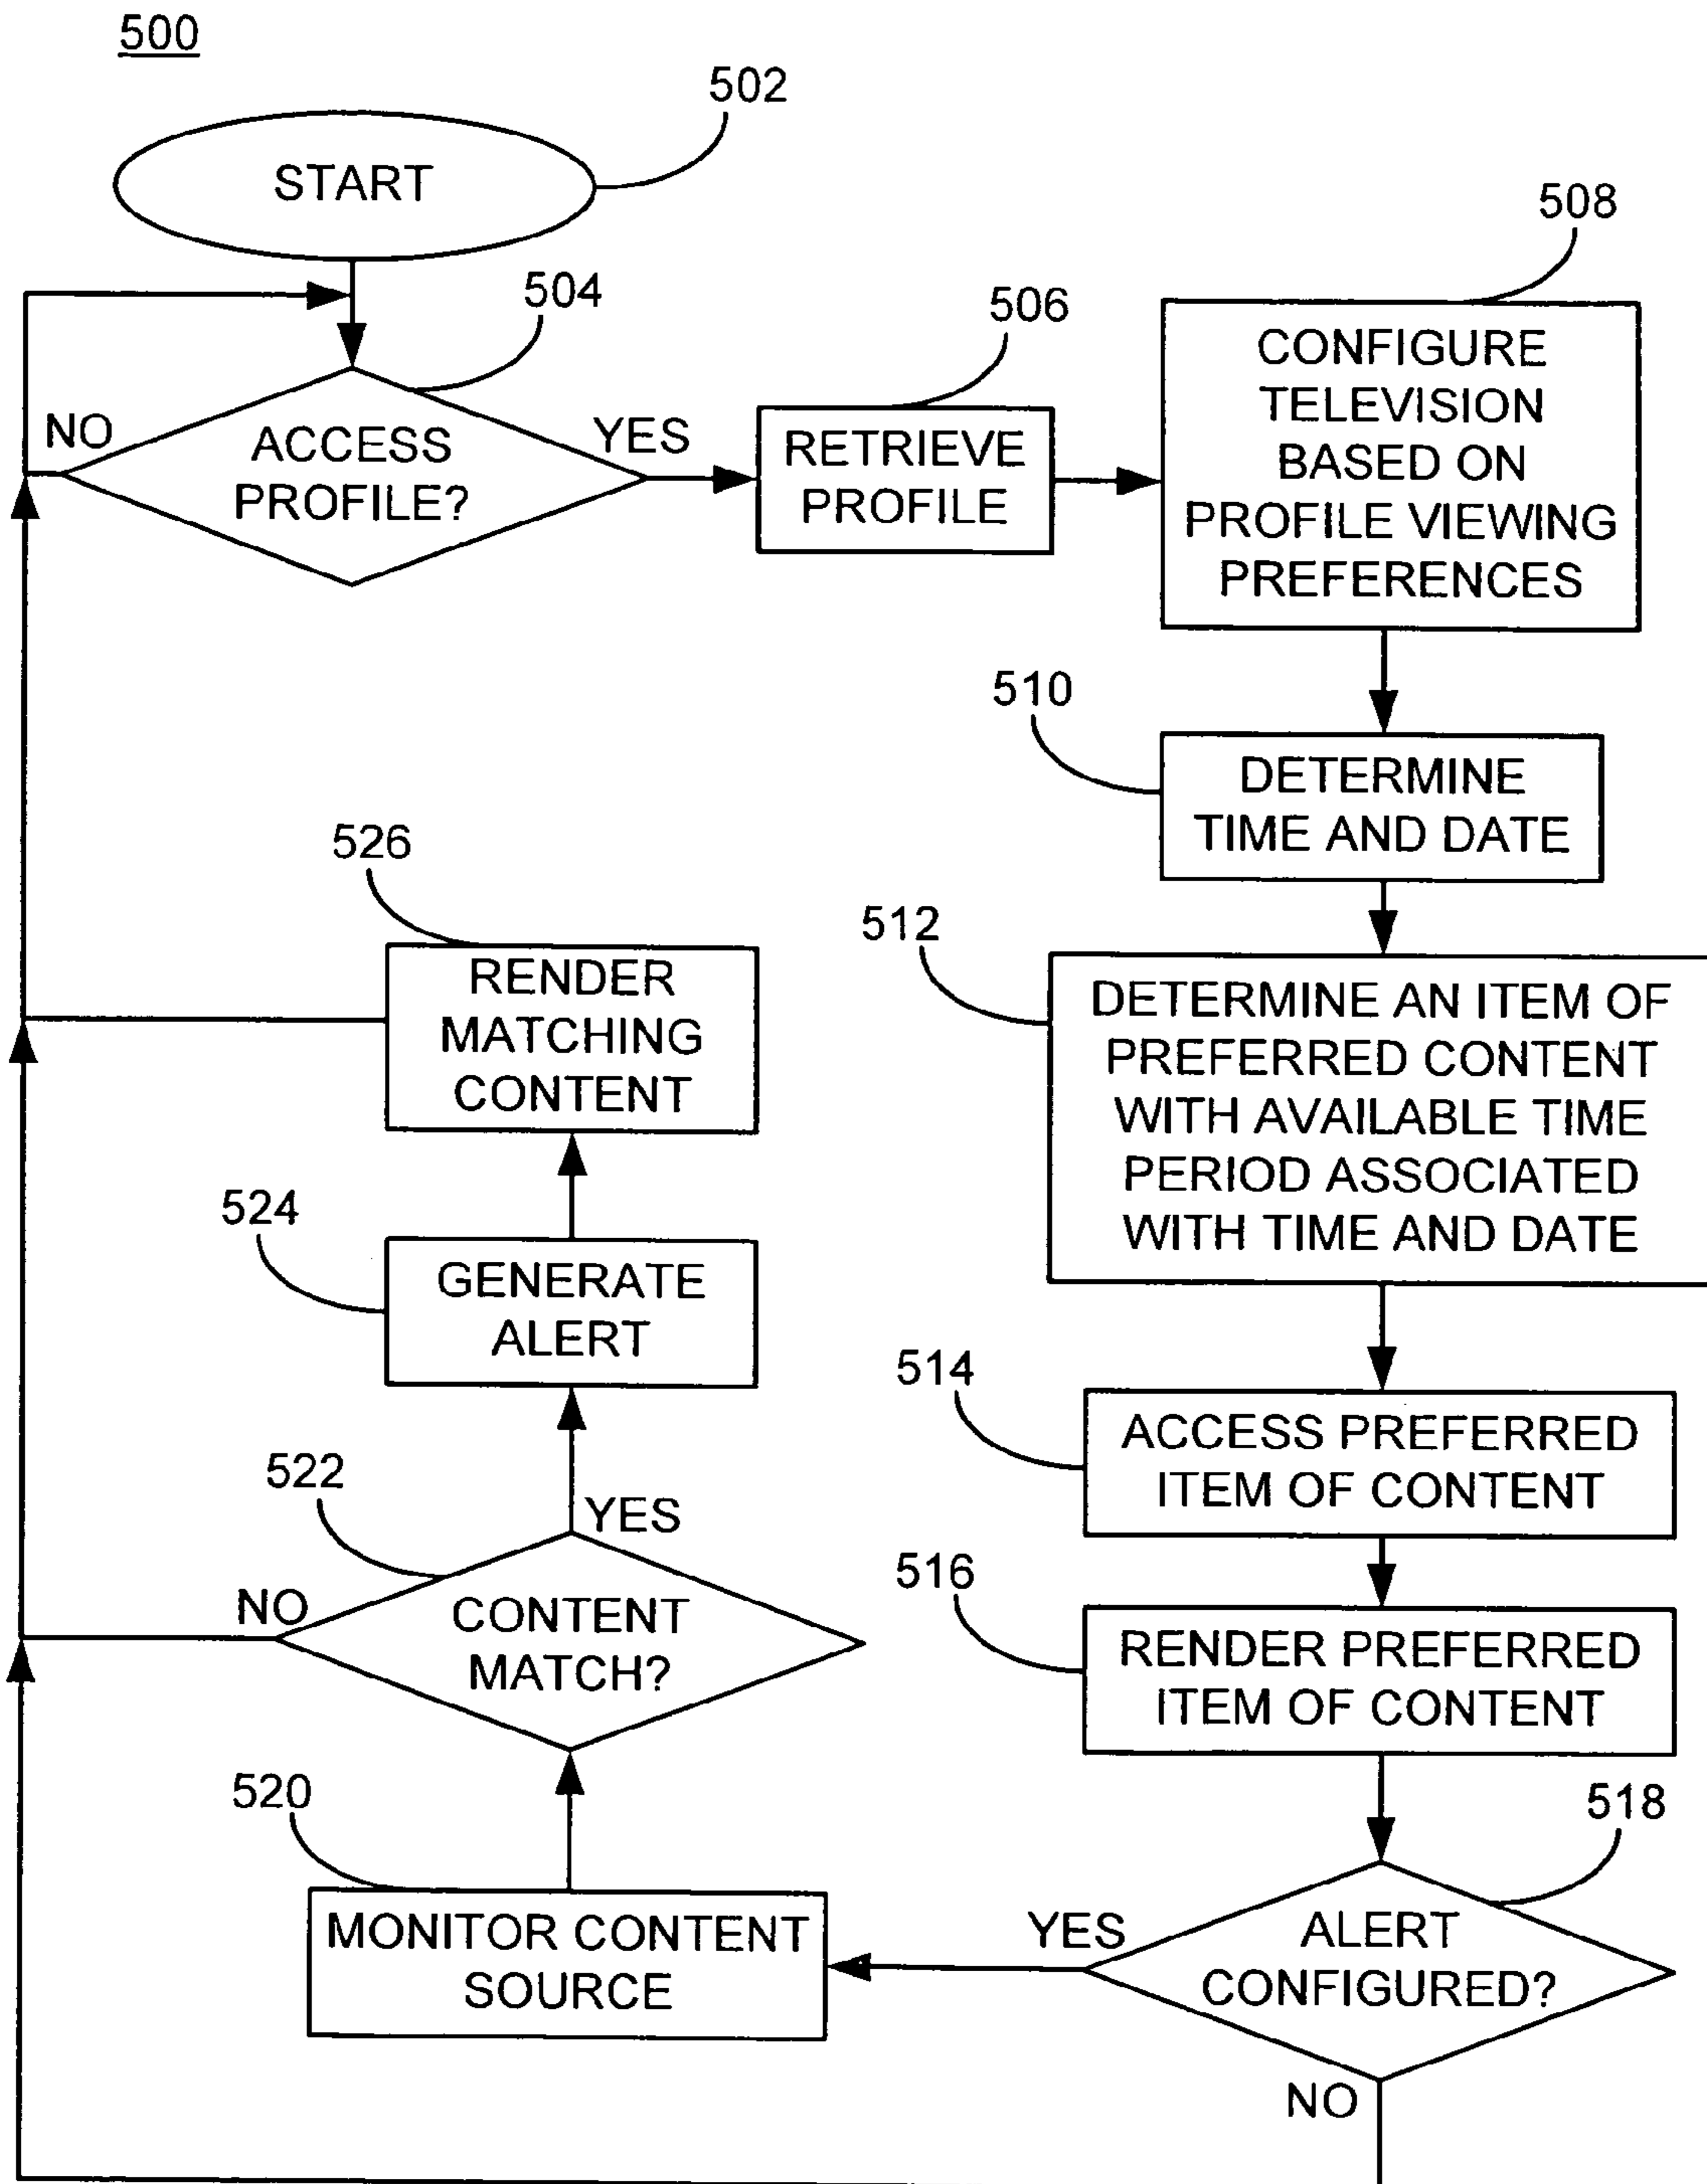 500
502
START
508
504
506
NO
ACCESS
PROFILE?
YES
RETRIEVE
PROFILE
CONFIGURE
TELEVISION
BASED ON
PROFILE VIEWING
PREFERENCES
510
DETERMINE
TIME AND DATE
526
512
RENDER
MATCHING
CONTENT
DETERMINE AN ITEM OF
PREFERRED CONTENT
WITH AVAILABLE TIME
PERIOD ASSOCIATED
WITH TIME AND DATE
524
GENERATE
ALERT
514
ACCESS PREFERRED
ITEM OF CONTENT
522
YES
NO
CONTENT
MATCH?
516
RENDER PREFERRED
ITEM OF CONTENT
520
518
MONITOR CONTENT
SOURCE
YES
ALERT
CONFIGURED?
NO